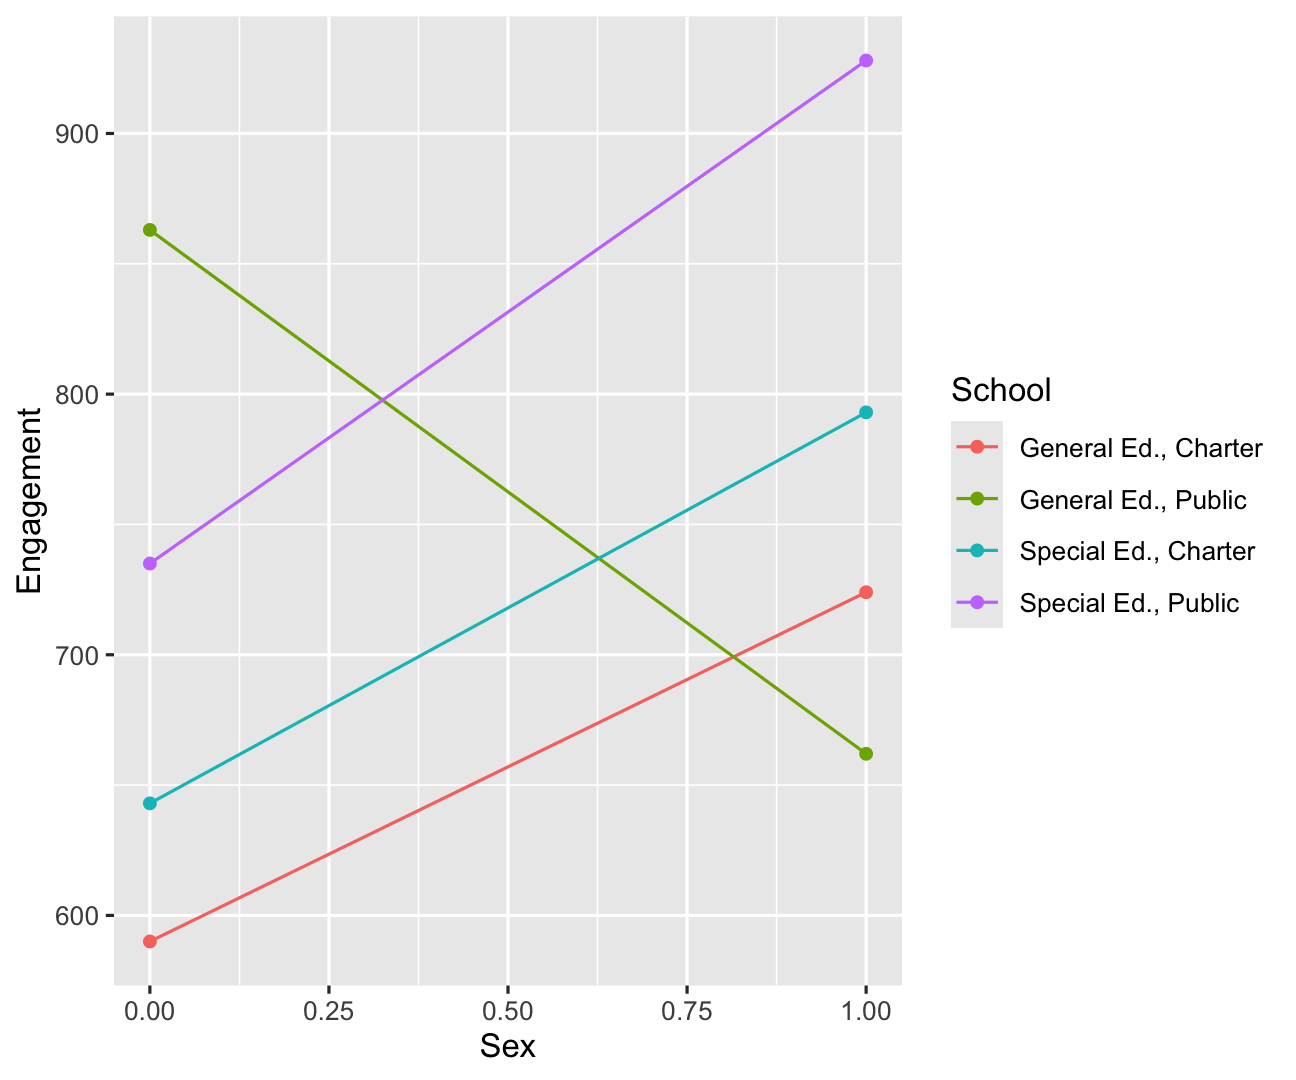 Engagement
900
800
700
600
0.00 0.25 0.50 0.75 1.00
Sex
School
General Ed., Charter
General Ed., Public
Special Ed., Charter
Special Ed., Public